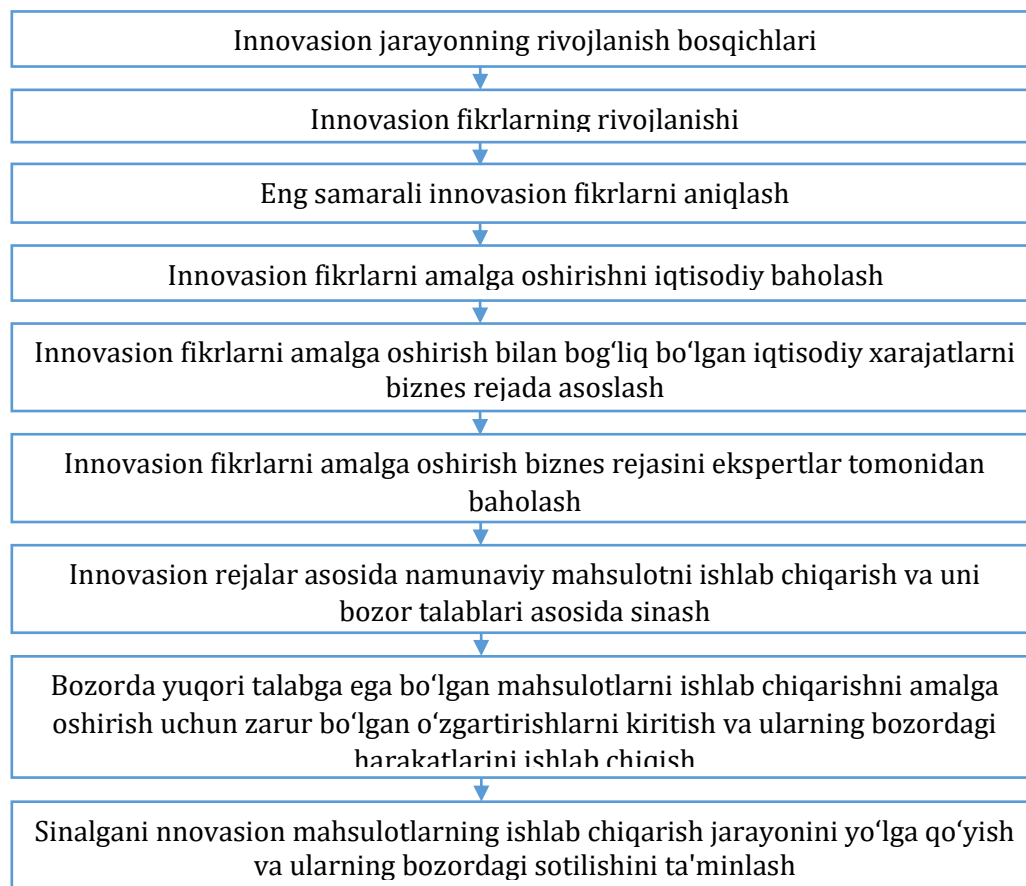 Innovasion jarayonning rivojlanish bosqichlari
Innovasion fikrlarning rivojlanishi
Eng samarali innovasion fikrlarni aniqlash
Innovasion fikrlarni amalga oshirishni iqtisodiy baholash
Innovasion fikrlarni amalga oshirish bilan bog‘liq bo‘lgan iqtisodiy xarajatlarni
biznes rejada asoslash
Innovasion fikrlarni amalga oshirish biznes rejasini ekspertlar tomonidan
baholash
Innovasion rejalar asosida namunaviy mahsulotni ishlab chiqarish va uni
bozor talablari asosida sinash
Bozorda yuqori talabga ega bo‘lgan mahsulotlarni ishlab chiqarishni amalga
oshirish uchun zarur bo‘lgan o‘zgartirishlarni kiritish va ularning bozordagi
harakatlarini ishlab chiqish
Sinalgani nnovasion mahsulotlarning ishlab chiqarish jarayonini yo‘lga qo‘yish
va ularning bozordagi sotilishini ta'minlash